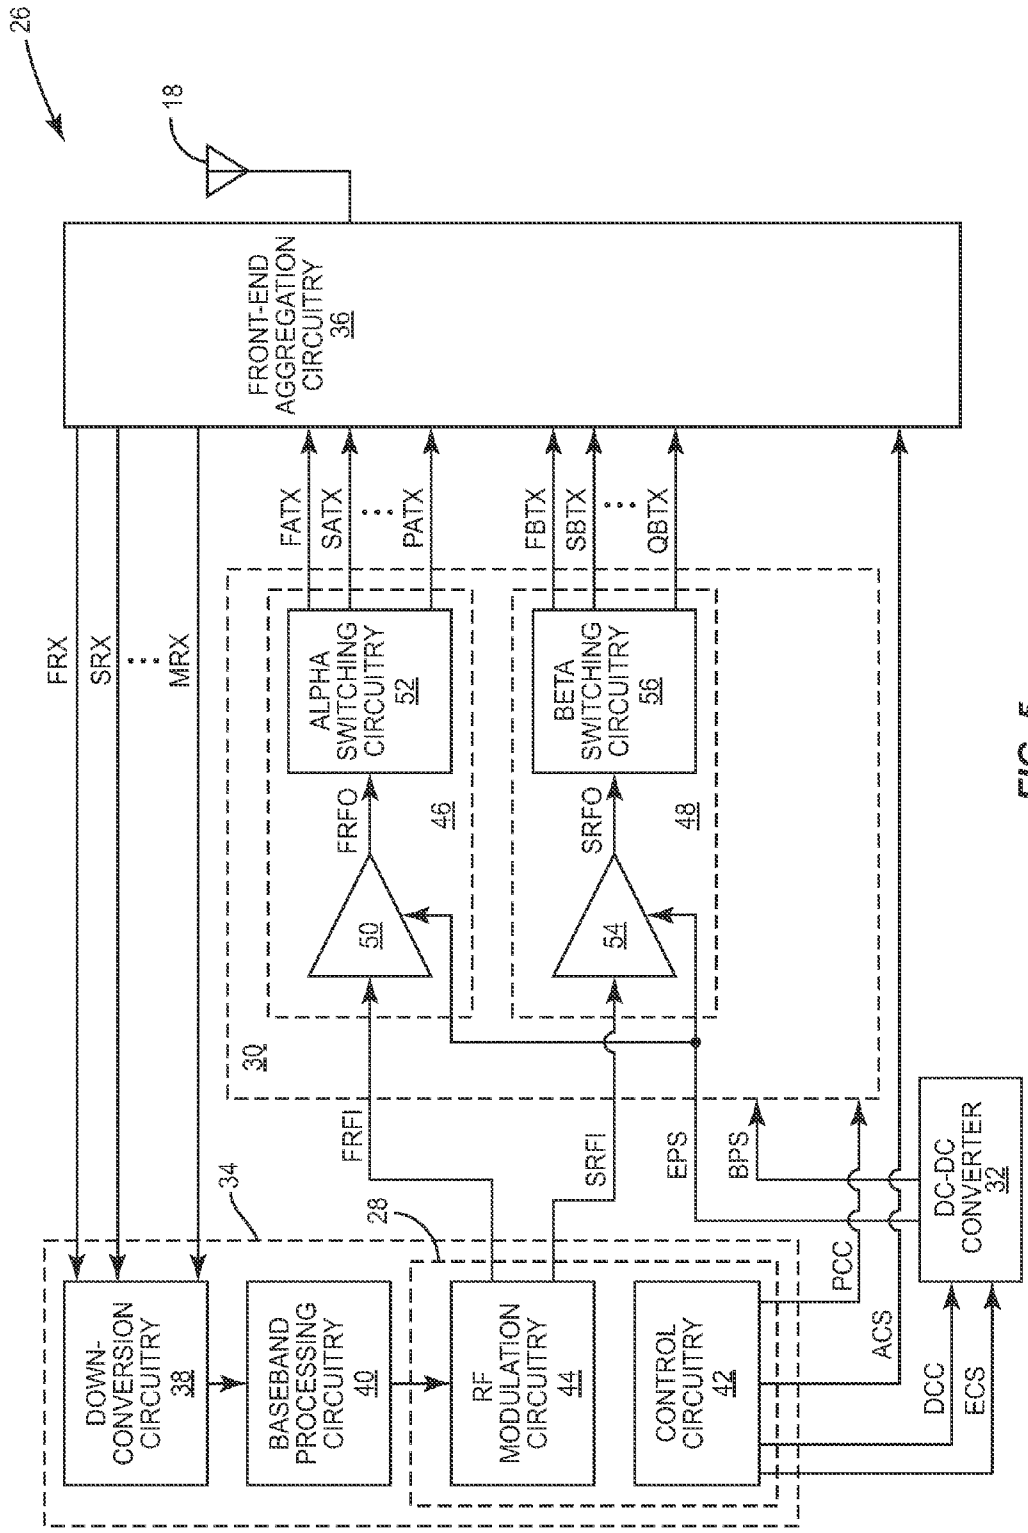 26
18
FRONT-END
AGGREGATION
CIRCUITRY
36
FRX
SRX
MRX
FATX
SATX
PATX
FBTX
SBTX
QBTX
ALPHA
SWITCHING
CIRCUITRY
52
BETA
SWITCHING
CIRCUITRY
56
FRFO
46
SRFO
48
50
54
30
FRFI
SRFI
EPS
BPS
34
28
DOWN-
CONVERSION
CIRCUITRY
38
BASEBAND
PROCESSING
CIRCUITRY
40
RF
MODULATION
CIRCUITRY
44
CONTROL
CIRCUITRY
42
PCC
ACS
DCC
ECS
DC-DC
CONVERTER
32